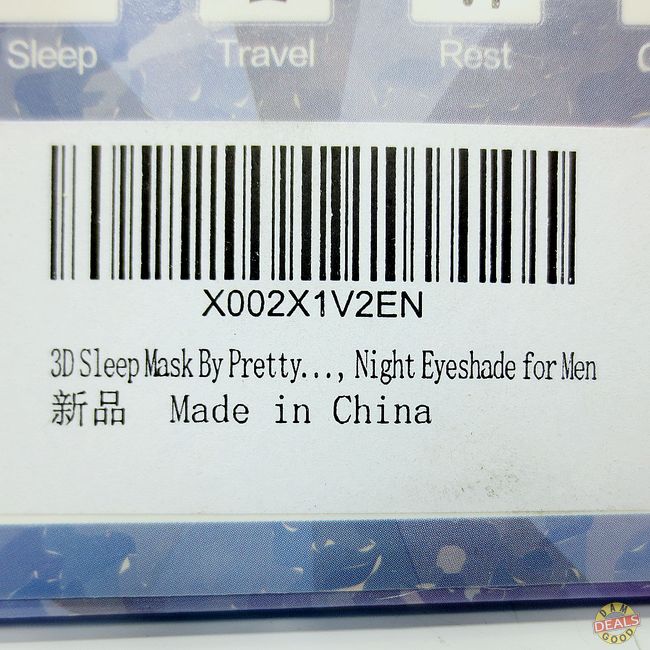 Sleep Travel Rest
X002X1V2EN
3D Sleep Mask By Pretty..., Night Eyeshade for Men
新品 Made in China
DAM
DEALS
GOOD